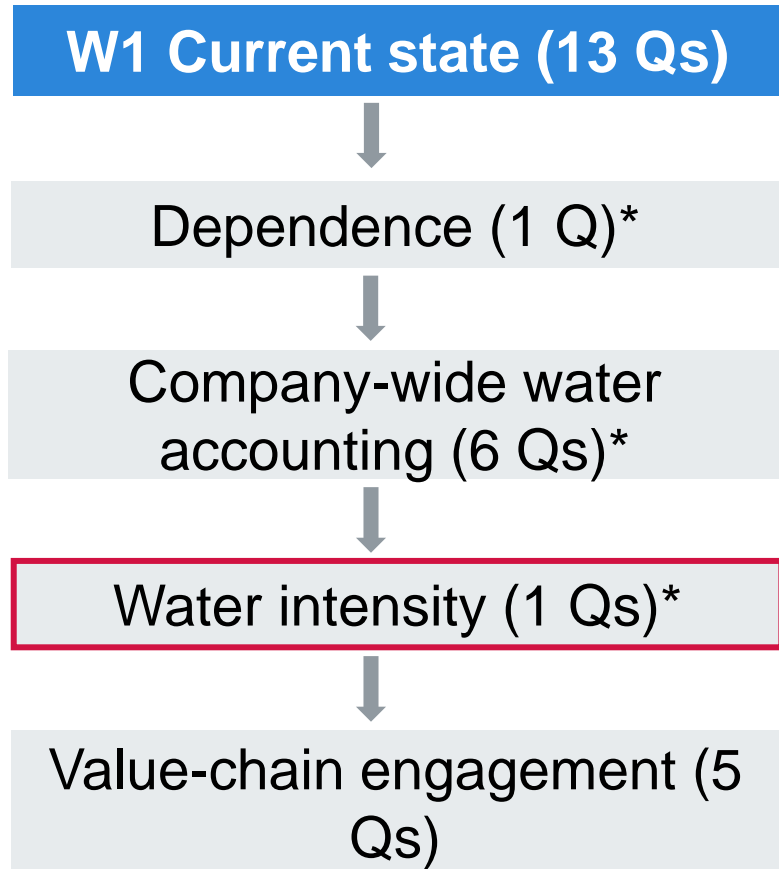 W1 Current state (13 Qs)
Dependence (1 Q)*
Company-wide water
accounting (6 Qs)*
Water intensity (1 Qs)*
Value-chain engagement (5
Qs)